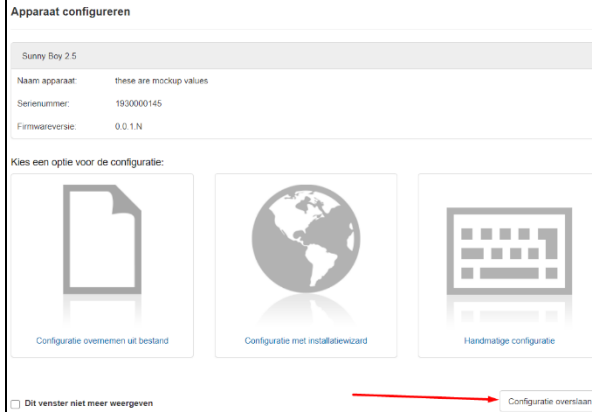 Apparaat configureren
Sunny Boy 2.5
Naam apparaat: these are mockup values
Serienummer: 1930000145
Firmwareversie: 0.0.1.N
Kies een optie voor de configuratie:
Configuratie overnemen uit bestand
Configuratie met installatiewizard
Handmatige configuratie
Dit venster niet meer weergeven
Configuratie overslaan